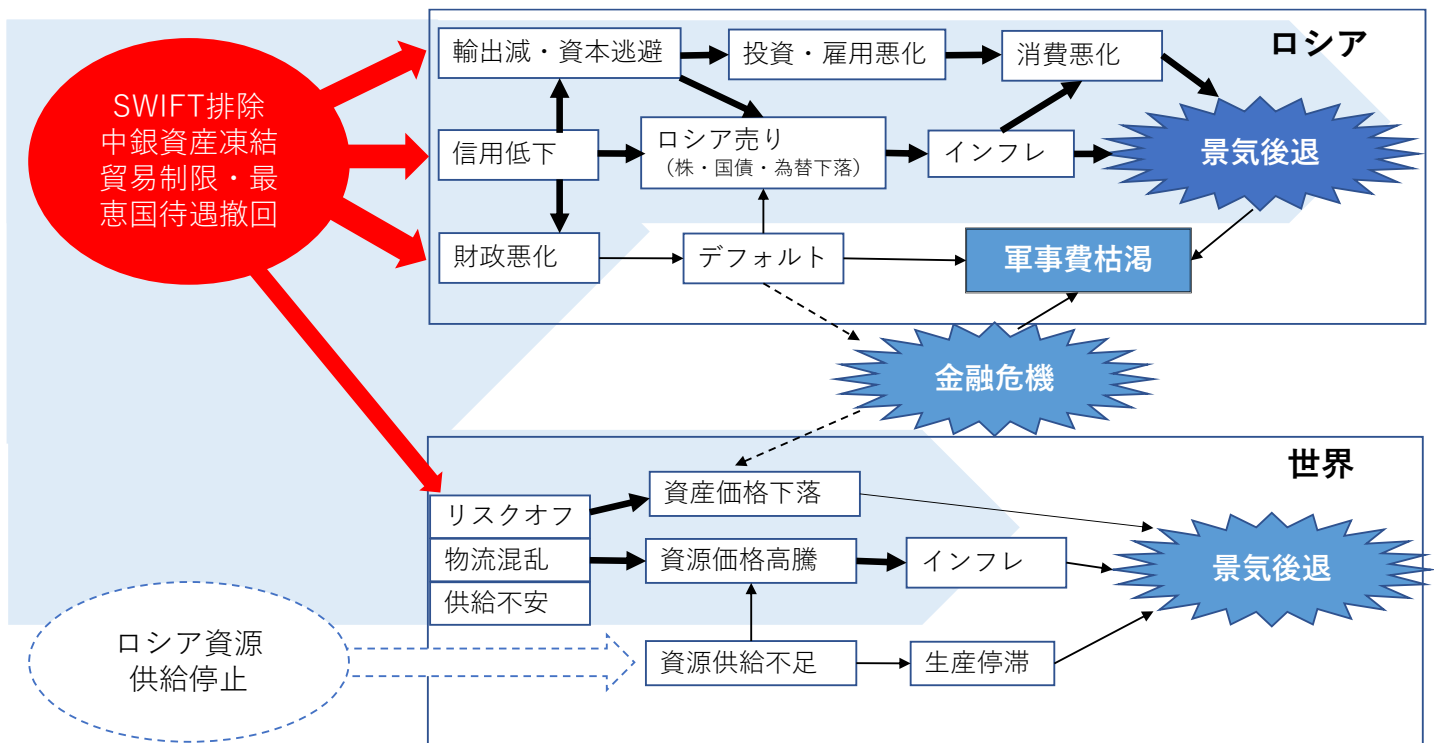 ロシア
SWIFT排除
中銀資産凍結
貿易制限・最
恵国待遇撤回
輸出減・資本逃避
投資・雇用悪化
消費悪化
信用低下
ロシア売り
（株・国債・為替下落）
インフレ
景気後退
財政悪化
デフォルト
軍事費枯渇
金融危機
世界
リスクオフ
資産価格下落
物流混乱
資源価格高騰
インフレ
景気後退
供給不安
ロシア資源
供給停止
資源供給不足
生産停滞